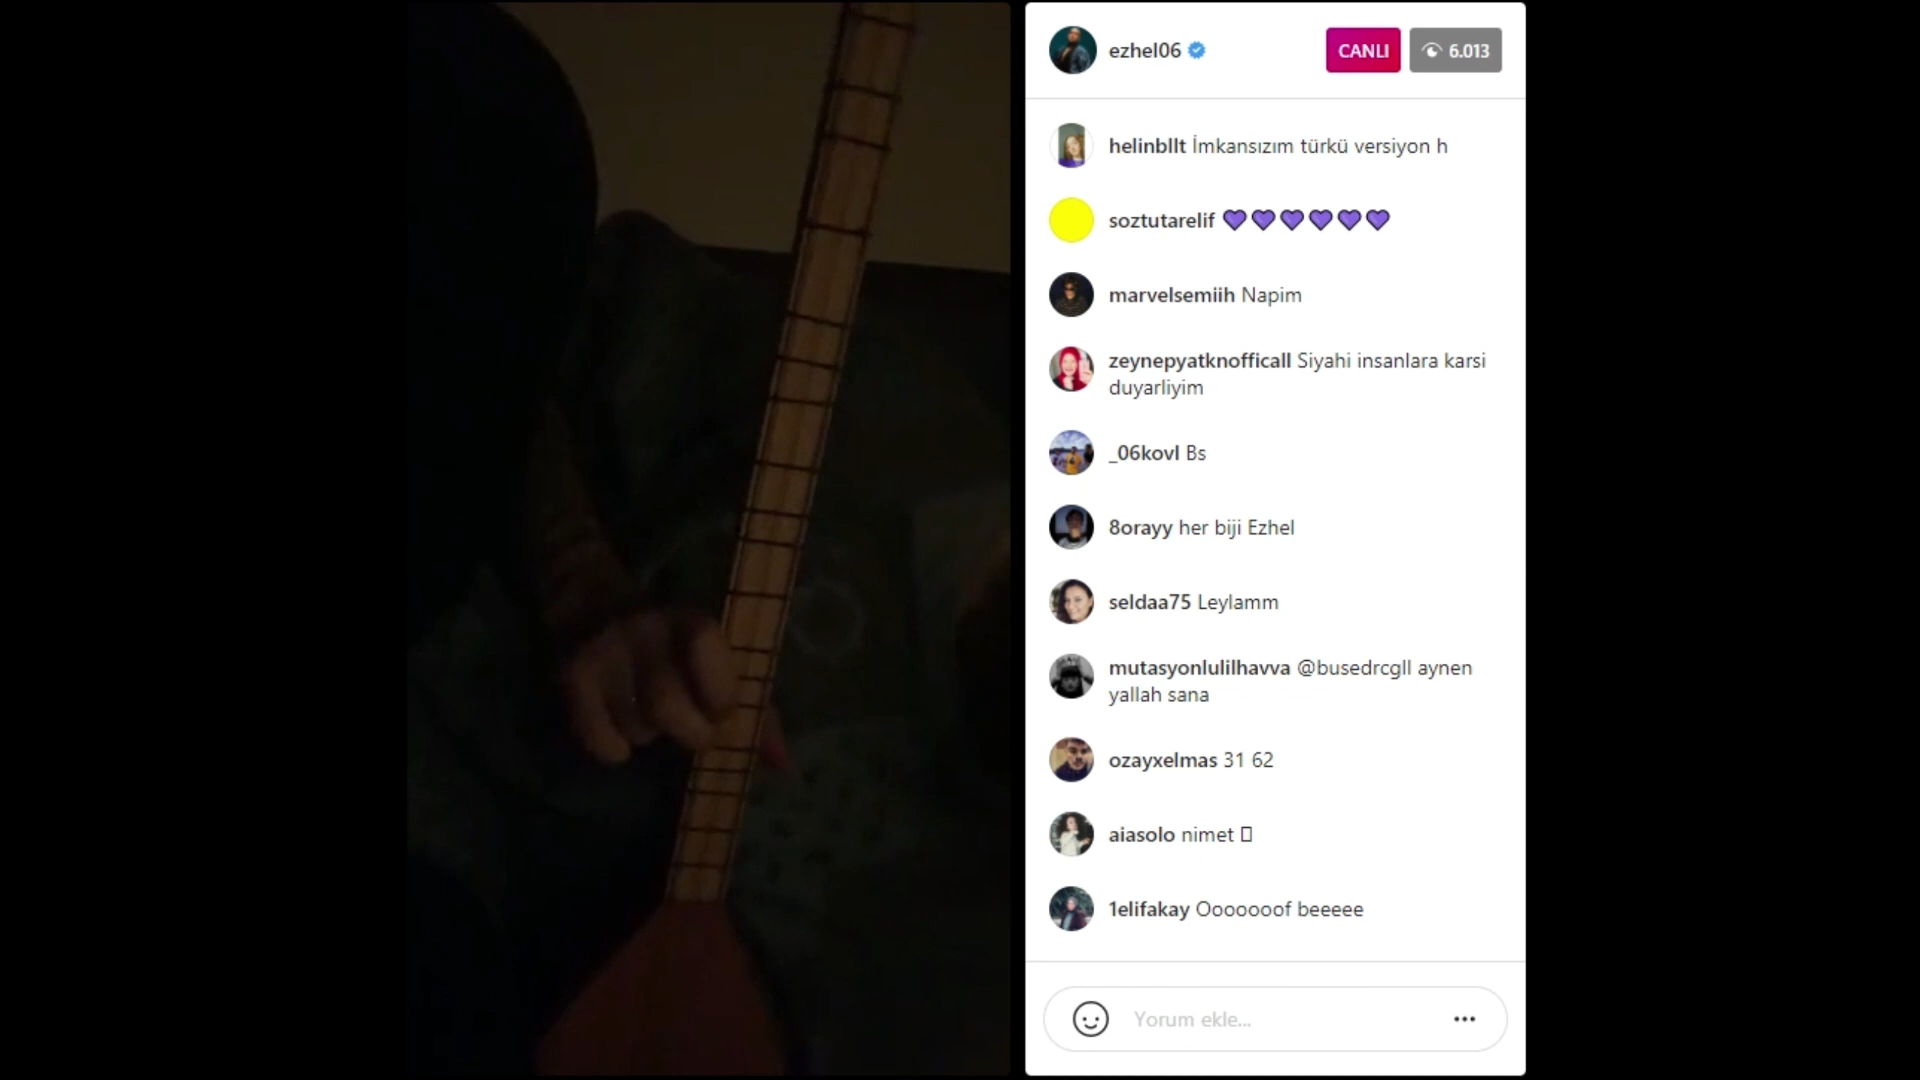 ezhel06
CANLI
6.013
helinbllt İmkansızım türkü versiyon h
soztutarelif 💜💜💜💜💜💜
marvelsemiih Napim
zeynepyatknofficall Siyahi insanlara karsi
duyarliyim
_06kovl Bs
8orayy her biji Ezhel
seldaa75 Leylamm
mutasyonlulilhavva @busedrcgll aynen
yallah sana
ozayxelmas 31 62
aiasolo nimet
1elifakay Ooooooof beeeee
Yorum ekle...